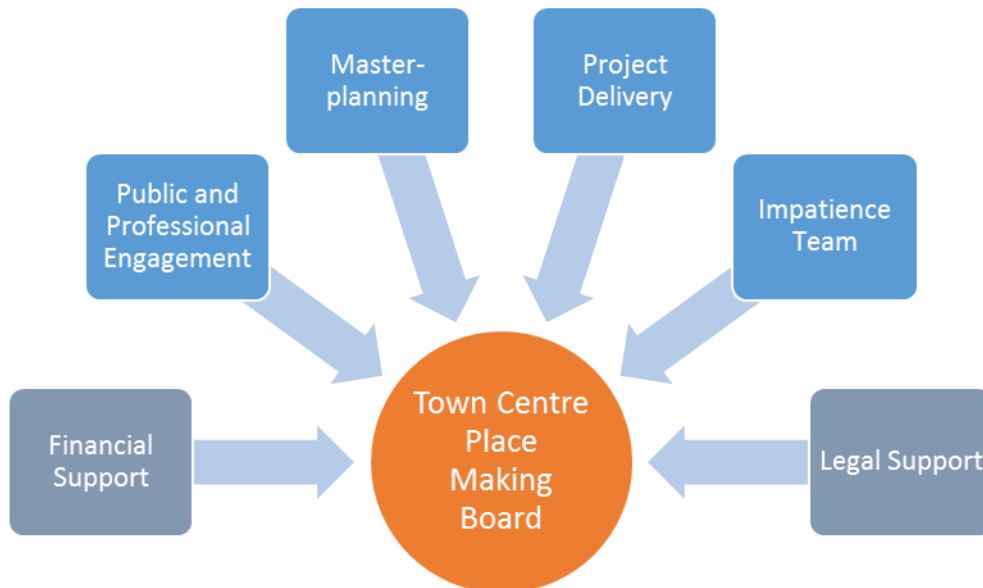 Master-
planning
Project
Delivery
Public and
Professional
Engagement
Impatience
Team
Financial
Support
Town Centre
Place
Making
Board
Legal Support